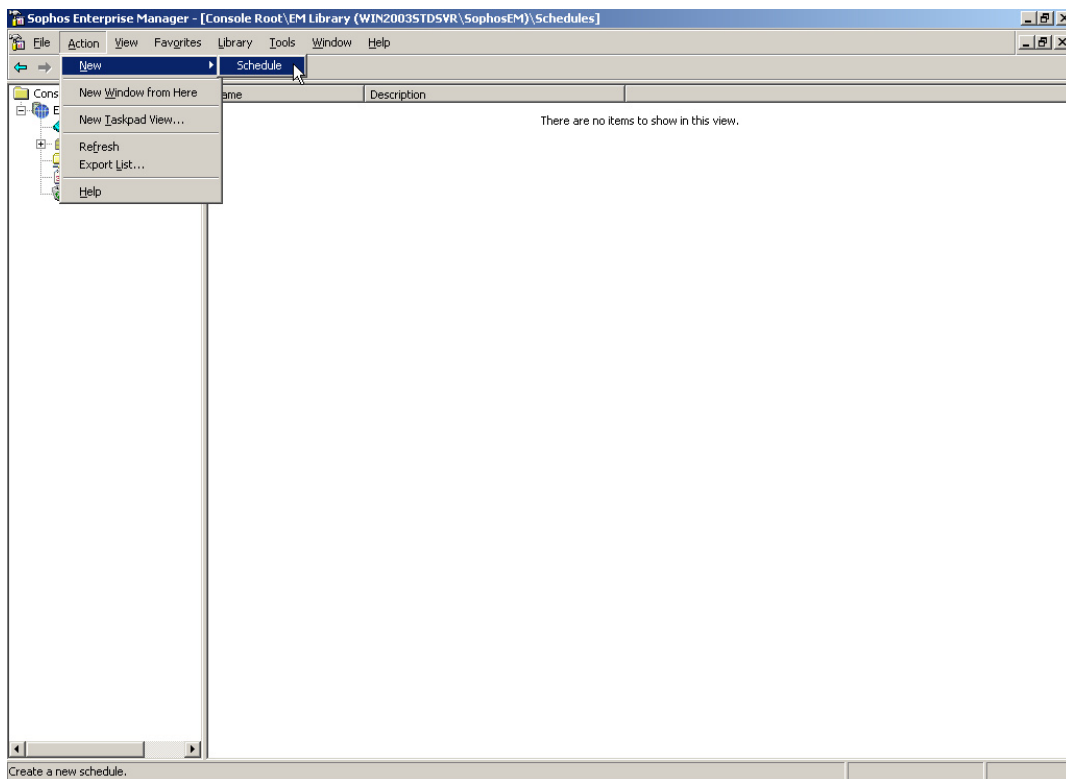 Sophos Enterprise Manager - [Console Root\EM Library (WIN2003STDSVR\SophosEM)\Schedules]
File Action View Favorites Library Tools Window Help
New Schedule
Cons New Window from Here ame Description
E New Taskpad View... There are no items to show in this view.
Refresh
Export List...
Help
Create a new schedule.